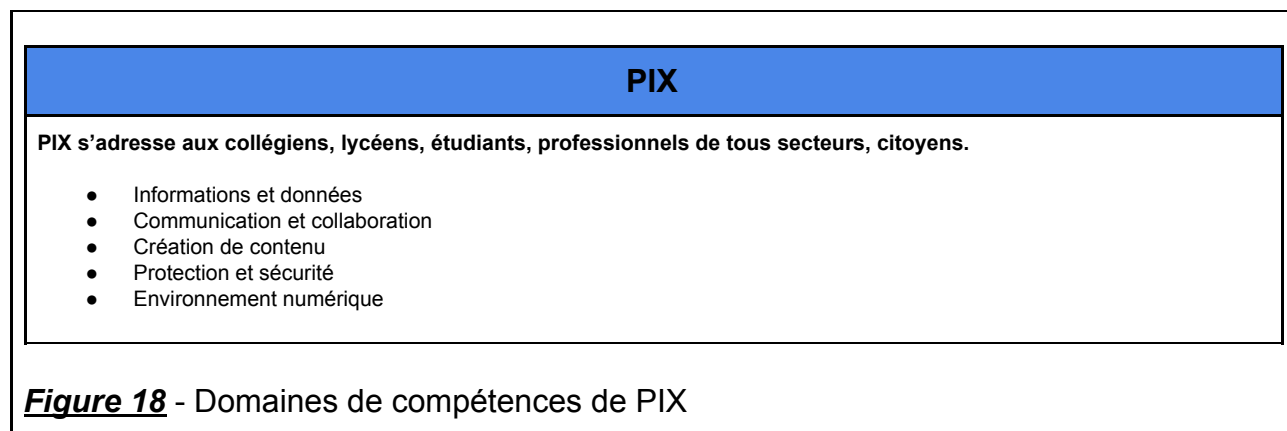 PIX
PIX s’adresse aux collégiens, lycéens, étudiants, professionnels de tous secteurs, citoyens.
● Informations et données
● Communication et collaboration
● Création de contenu
● Protection et sécurité
● Environnement numérique
Figure 18 - Domaines de compétences de PIX